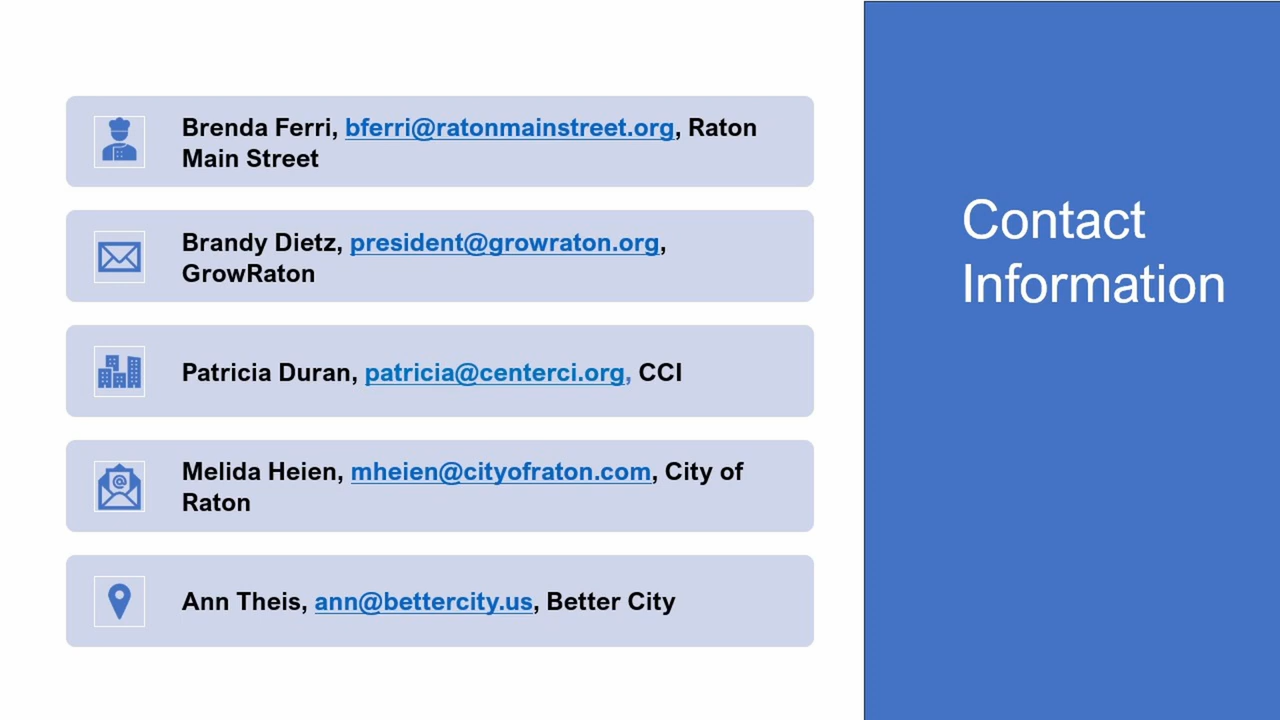 Brenda Ferri, bferri@ratonmainstreet.org, Raton
Main Street
Brandy Dietz, president@growraton.org,
GrowRaton
Patricia Duran, patricia@centerci.org, CCI
Melida Heien, mheien@cityofraton.com, City of
Raton
Ann Theis, ann@bettercity.us, Better City
Contact
Information